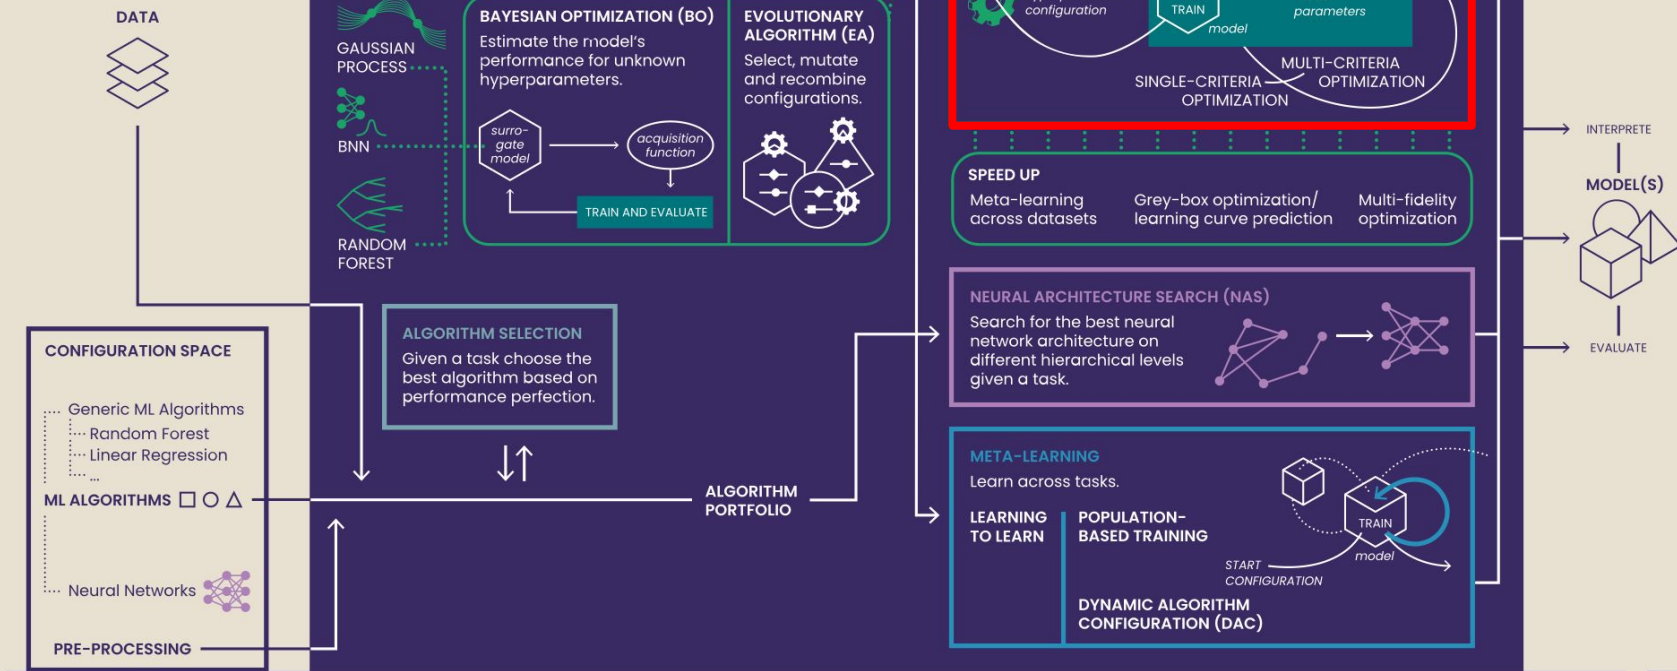 DATA
GAUSSIAN
PROCESS
BNN
RANDOM
FOREST
BAYESIAN OPTIMIZATION (BO)
Estimate the model's
performance for unknown
hyperparameters.
surro-
gate
model
acquisition
function
TRAIN AND EVALUATE
EVOLUTIONARY
ALGORITHM (EA)
Select, mutate
and recombine
configurations.
configuration
TRAIN
model
parameters
MULTI-CRITERIA
OPTIMIZATION
SINGLE-CRITERIA
OPTIMIZATION
SPEED UP
Meta-learning
across datasets
Grey-box optimization/
learning curve prediction
Multi-fidelity
optimization
INTERPRETE
MODEL(S)
EVALUATE
NEURAL ARCHITECTURE SEARCH (NAS)
Search for the best neural
network architecture on
different hierarchical levels
given a task.
ALGORITHM SELECTION
Given a task choose the
best algorithm based on
performance perfection.
CONFIGURATION SPACE
Generic ML Algorithms
Random Forest
Linear Regression
...
ML ALGORITHMS
Neural Networks
PRE-PROCESSING
ALGORITHM
PORTFOLIO
META-LEARNING
Learn across tasks.
LEARNING
TO LEARN
POPULATION-
BASED TRAINING
TRAIN
model
START
CONFIGURATION
DYNAMIC ALGORITHM
CONFIGURATION (DAC)